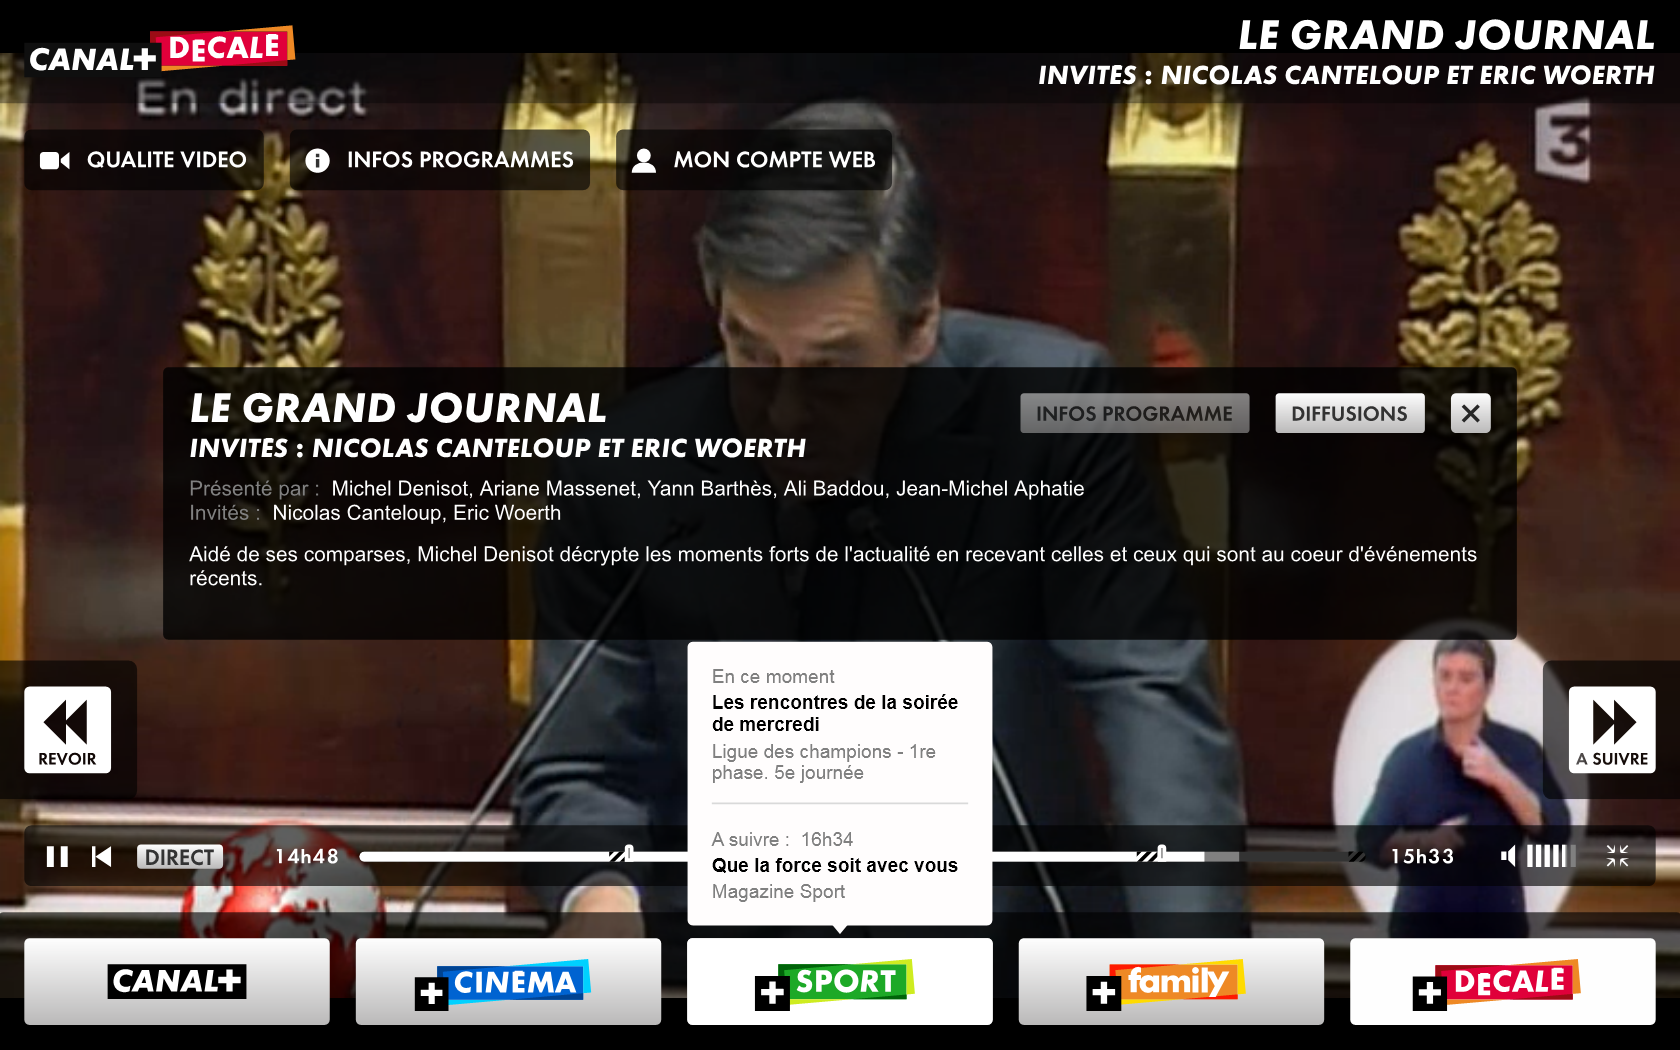 CANAL+ DECALE
LE GRAND JOURNAL
INVITES : NICOLAS CANTELOUP ET ERIC WOERTH
En direct
3
QUALITE VIDEO
INFOS PROGRAMMES
MON COMPTE WEB
LE GRAND JOURNAL
INVITES : NICOLAS CANTELOUP ET ERIC WOERTH
INFOS PROGRAMME
DIFFUSIONS
Présenté par : Michel Denisot, Ariane Massenet, Yann Barthès, Ali Baddou, Jean-Michel Aphatie
Invités : Nicolas Canteloup, Eric Woerth
Aidé de ses comparses, Michel Denisot décrypte les moments forts de l'actualité en recevant celles et ceux qui sont au coeur d'événements
récents.
REVOIR
En ce moment
Les rencontres de la soirée
de mercredi
Ligue des champions - 1re
phase. 5e journée
A suivre : 16h34
Que la force soit avec vous
Magazine Sport
A SUIVRE
DIRECT
14h48
15h33
CANAL+
+ CINEMA
+ SPORT
+ family
+ DECALE